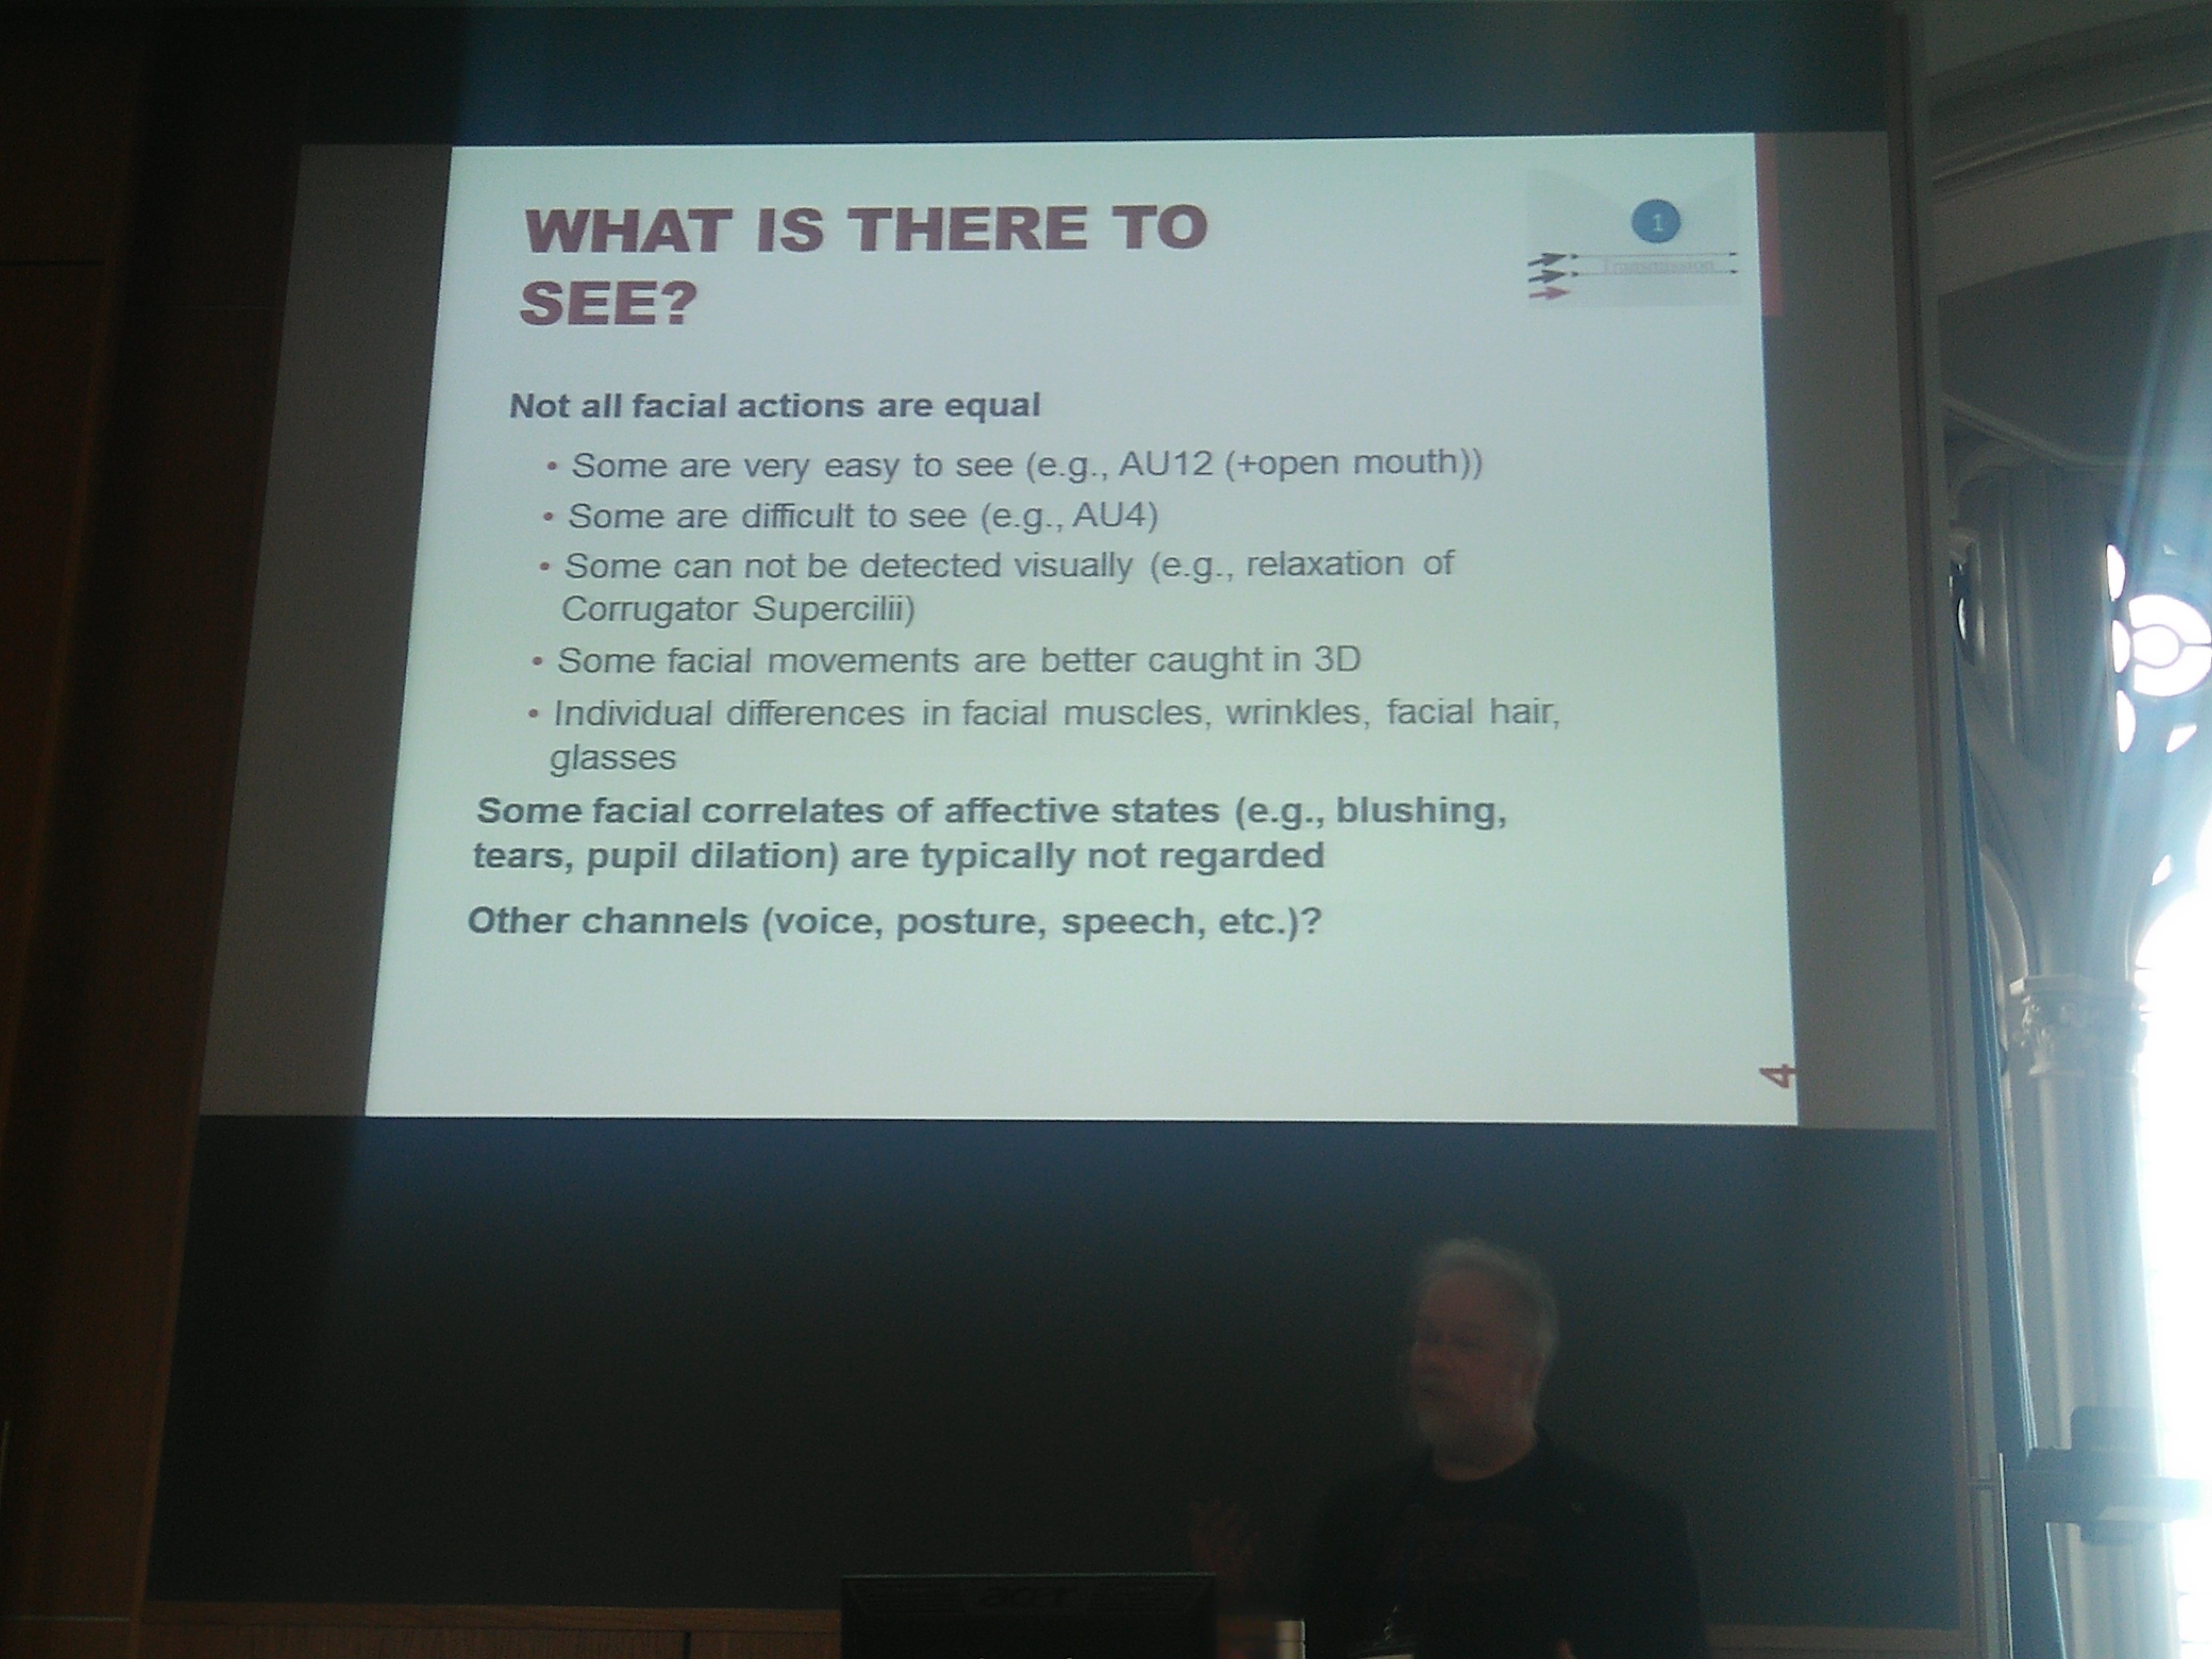 WHAT IS THERE TO
SEE?
1
Transmission
Not all facial actions are equal
• Some are very easy to see (e.g., AU12 (+open mouth))
• Some are difficult to see (e.g., AU4)
• Some can not be detected visually (e.g., relaxation of
Corrugator Supercilii)
• Some facial movements are better caught in 3D
• Individual differences in facial muscles, wrinkles, facial hair,
glasses
Some facial correlates of affective states (e.g., blushing,
tears, pupil dilation) are typically not regarded
Other channels (voice, posture, speech, etc.)?
4
acer